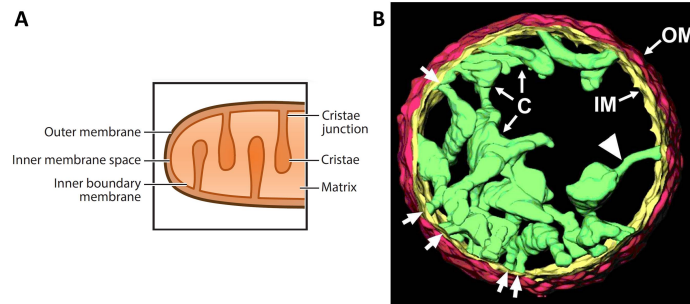 A
Outer membrane
Inner membrane space
Inner boundary
membrane
Cristae
junction
Cristae
Matrix
B
OM
IM
C